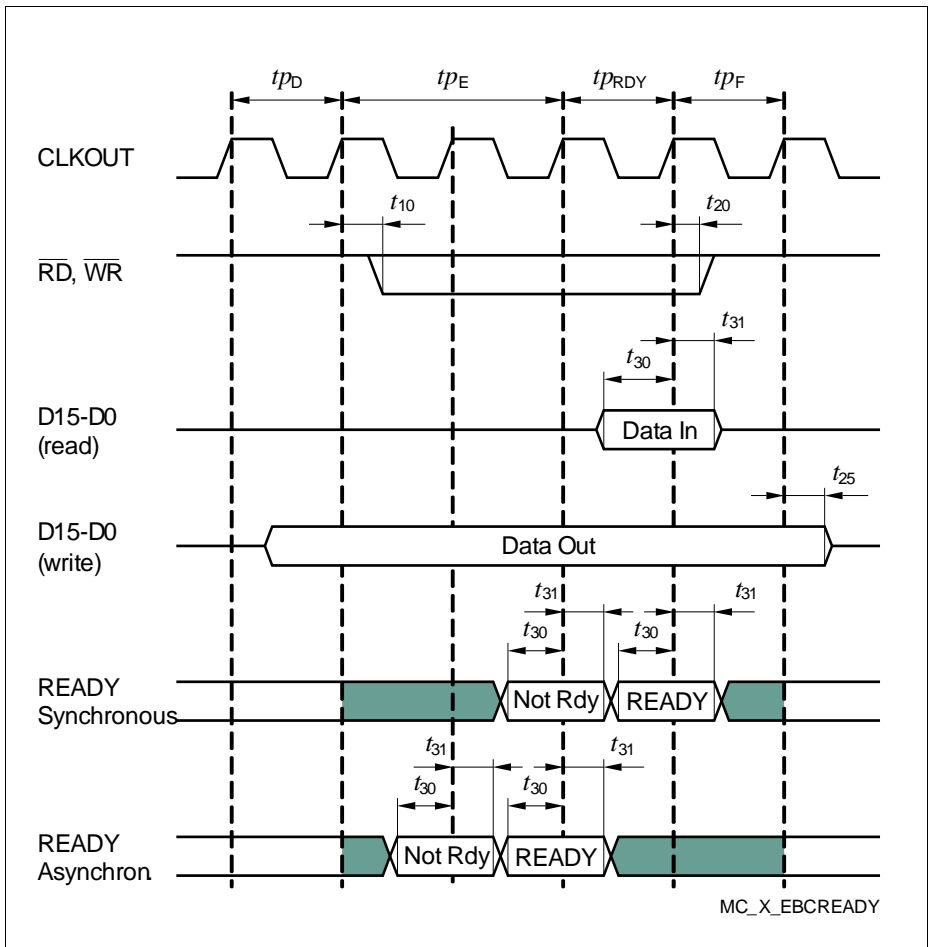 tpD tpE tpRDY tpF
CLKOUT
t10 t20
RD, WR
t31
t30
D15-D0
(read)
Data In
t25
D15-D0
(write)
Data Out
t31 t31
t30 t30
READY
Synchronous
Not Rdy READY
t31 t31
t30 t30
READY
Asynchron.
Not Rdy READY
MC_X_EBCREADY